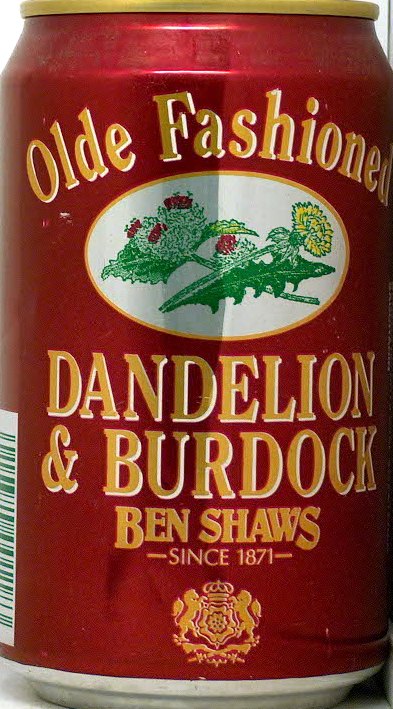 Olde Fashioned
DANDELION
& BURDOCK
BEN SHAWS
SINCE 1871